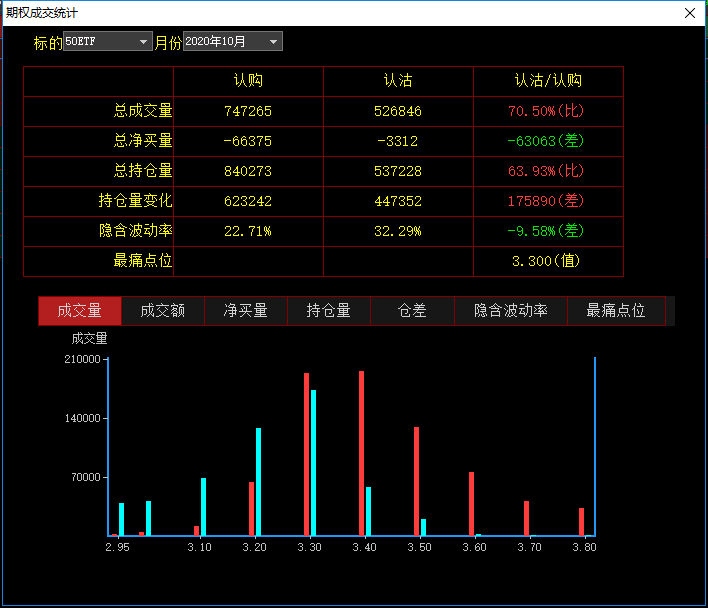 期权成交统计
标的 50ETF 月份 2020年10月
认购 认沽 认沽/认购
总成交量 747265 526846 70.50%(比)
总净买量 -66375 -3312 -63063(差)
总持仓量 840273 537228 63.93%(比)
持仓量变化 623242 447352 175890(差)
隐含波动率 22.71% 32.29% -9.58%(差)
最痛点位 3.300(值)
成交量 成交额 净买量 持仓量 仓差 隐含波动率 最痛点位
成交量
210000
140000
70000
2.95 3.10 3.20 3.30 3.40 3.50 3.60 3.70 3.80